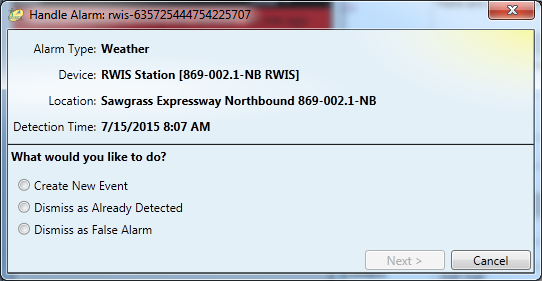 Handle Alarm: rwis-635725444754225707
Alarm Type: Weather
Device: RWIS Station [869-002.1-NB RWIS]
Location: Sawgrass Expressway Northbound 869-002.1-NB
Detection Time: 7/15/2015 8:07 AM
What would you like to do?
Create New Event
Dismiss as Already Detected
Dismiss as False Alarm
Next > Cancel